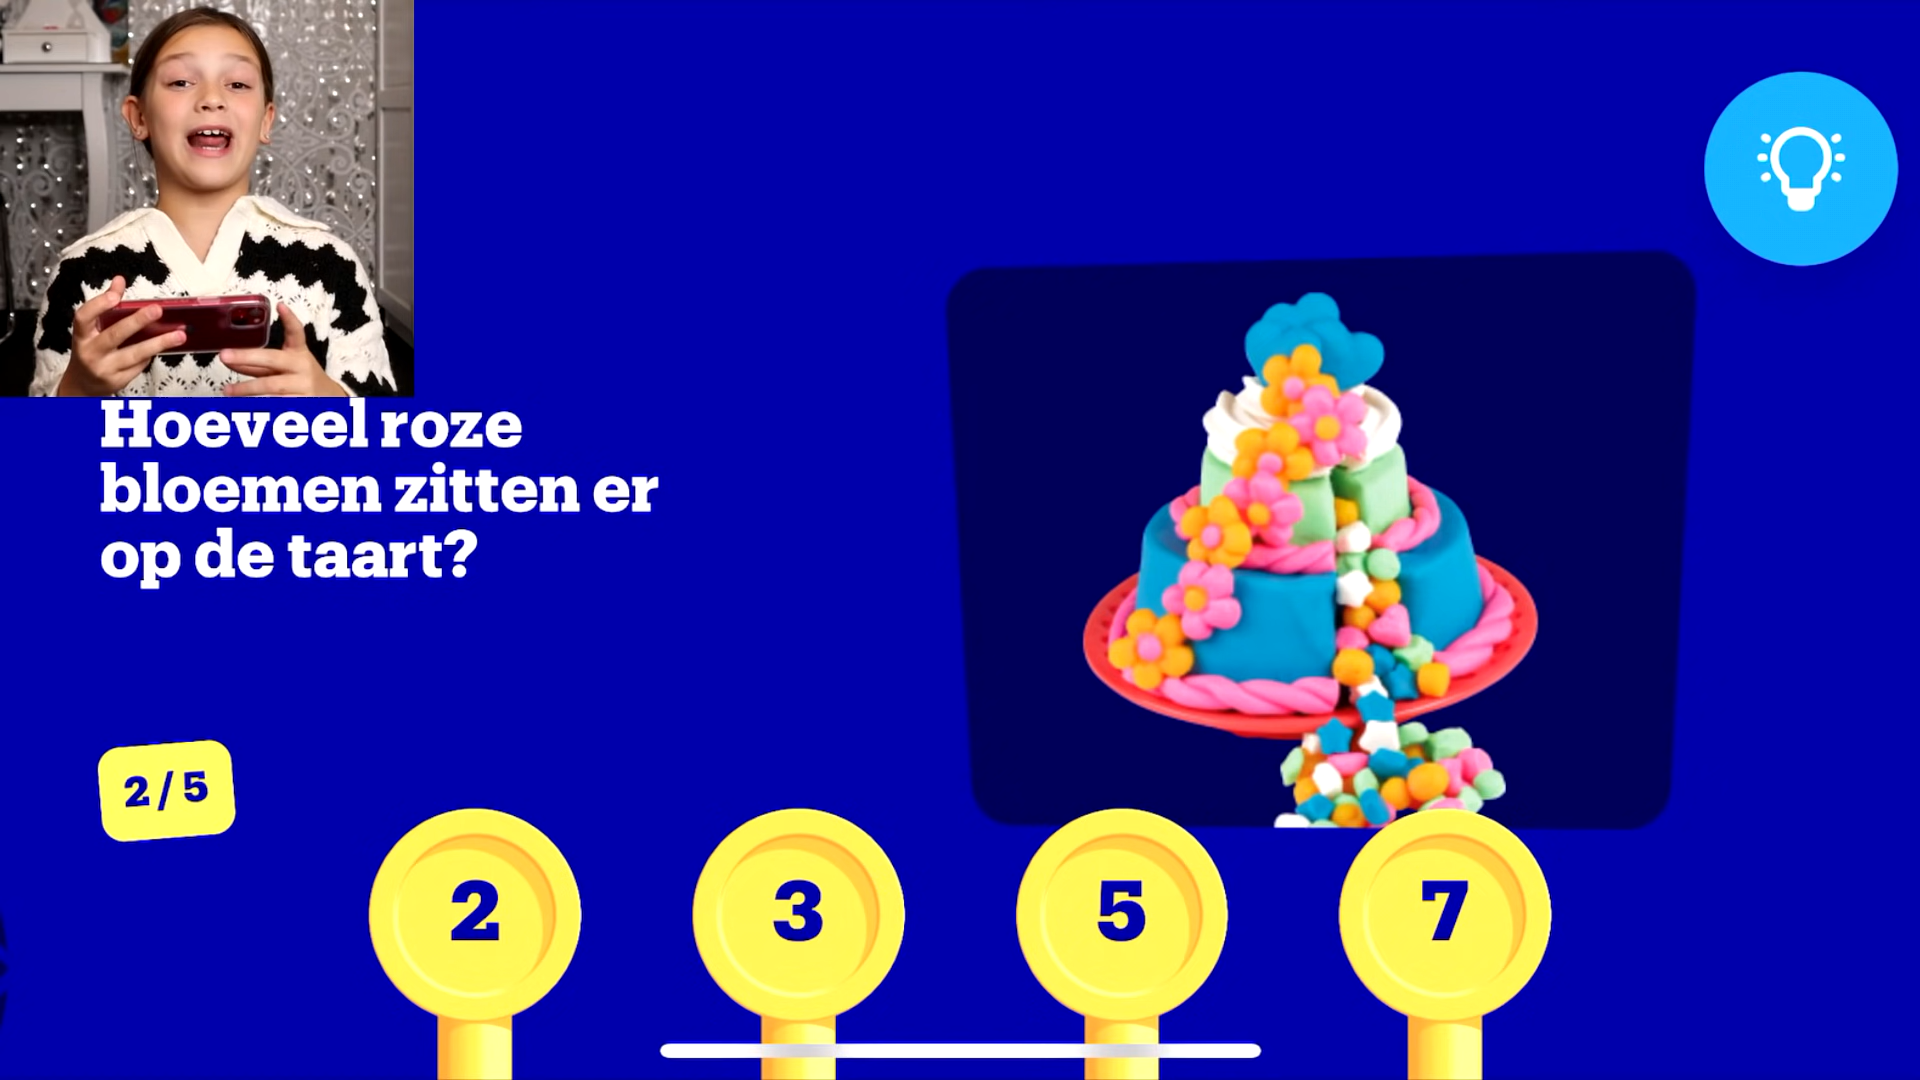 Hoeveel roze
bloemen zitten er
op de taart?
2/5
2
3
5
7